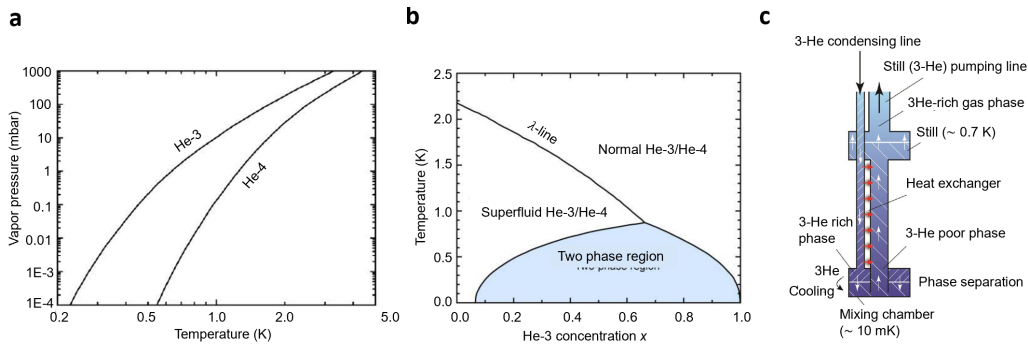 a
Vapor pressure (mbar)
1000
100
10
1
0.1
0.01
1E-3
1E-4
0.2
0.5
1.0
2.0
5.0
Temperature (K)
He-3
He-4
b
Temperature (K)
2.5
2.0
1.5
1.0
0.5
0.0
0.0
0.2
0.4
0.6
0.8
1.0
He-3 concentration x
λ-line
Normal He-3/He-4
Superfluid He-3/He-4
Two phase region
Two phase region
c
3-He condensing line
Still (3-He) pumping line
3He-rich gas phase
Still (~ 0.7 K)
Heat exchanger
3-He rich
phase
3-He poor phase
3He
Cooling
Phase separation
Mixing chamber
(~ 10 mK)